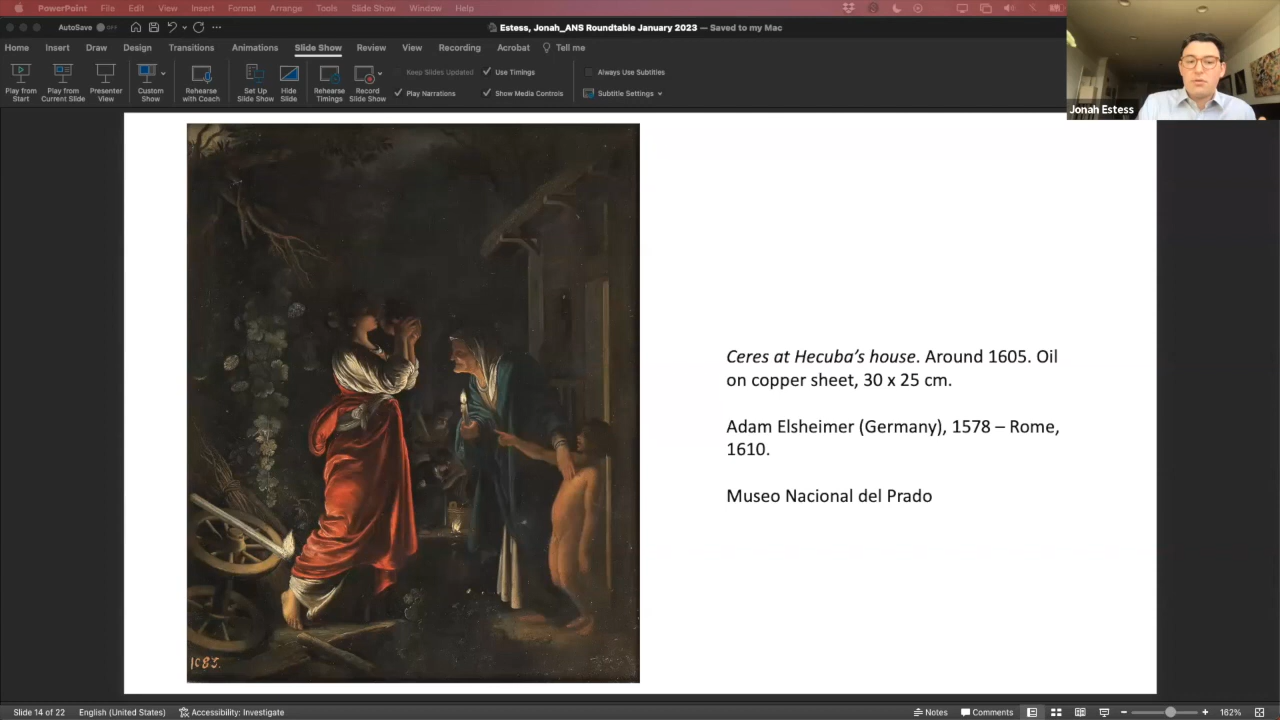 PowerPoint File Edit View Insert Format Arrange Tools Slide Show Window Help
AutoSave OFF
Estess, Jonah_ANS Roundtable January 2023 — Saved to my Mac
Home Insert Draw Design Transitions Animations Slide Show Review View Recording Acrobat Tell me
Play from Start
Play from Current Slide
Presenter View
Custom Show
Rehearse with Coach
Set Up Slide Show
Hide Slide
Rehearse Timings
Record Slide Show
Keep Slides Updated
Use Timings
Play Narrations
Show Media Controls
Always Use Subtitles
Subtitle Settings
Jonah Estess
Ceres at Hecuba’s house. Around 1605. Oil
on copper sheet, 30 x 25 cm.
Adam Elsheimer (Germany), 1578 – Rome,
1610.
Museo Nacional del Prado
1085.
Slide 14 of 22 English (United States) Accessibility: Investigate
Notes Comments 162%